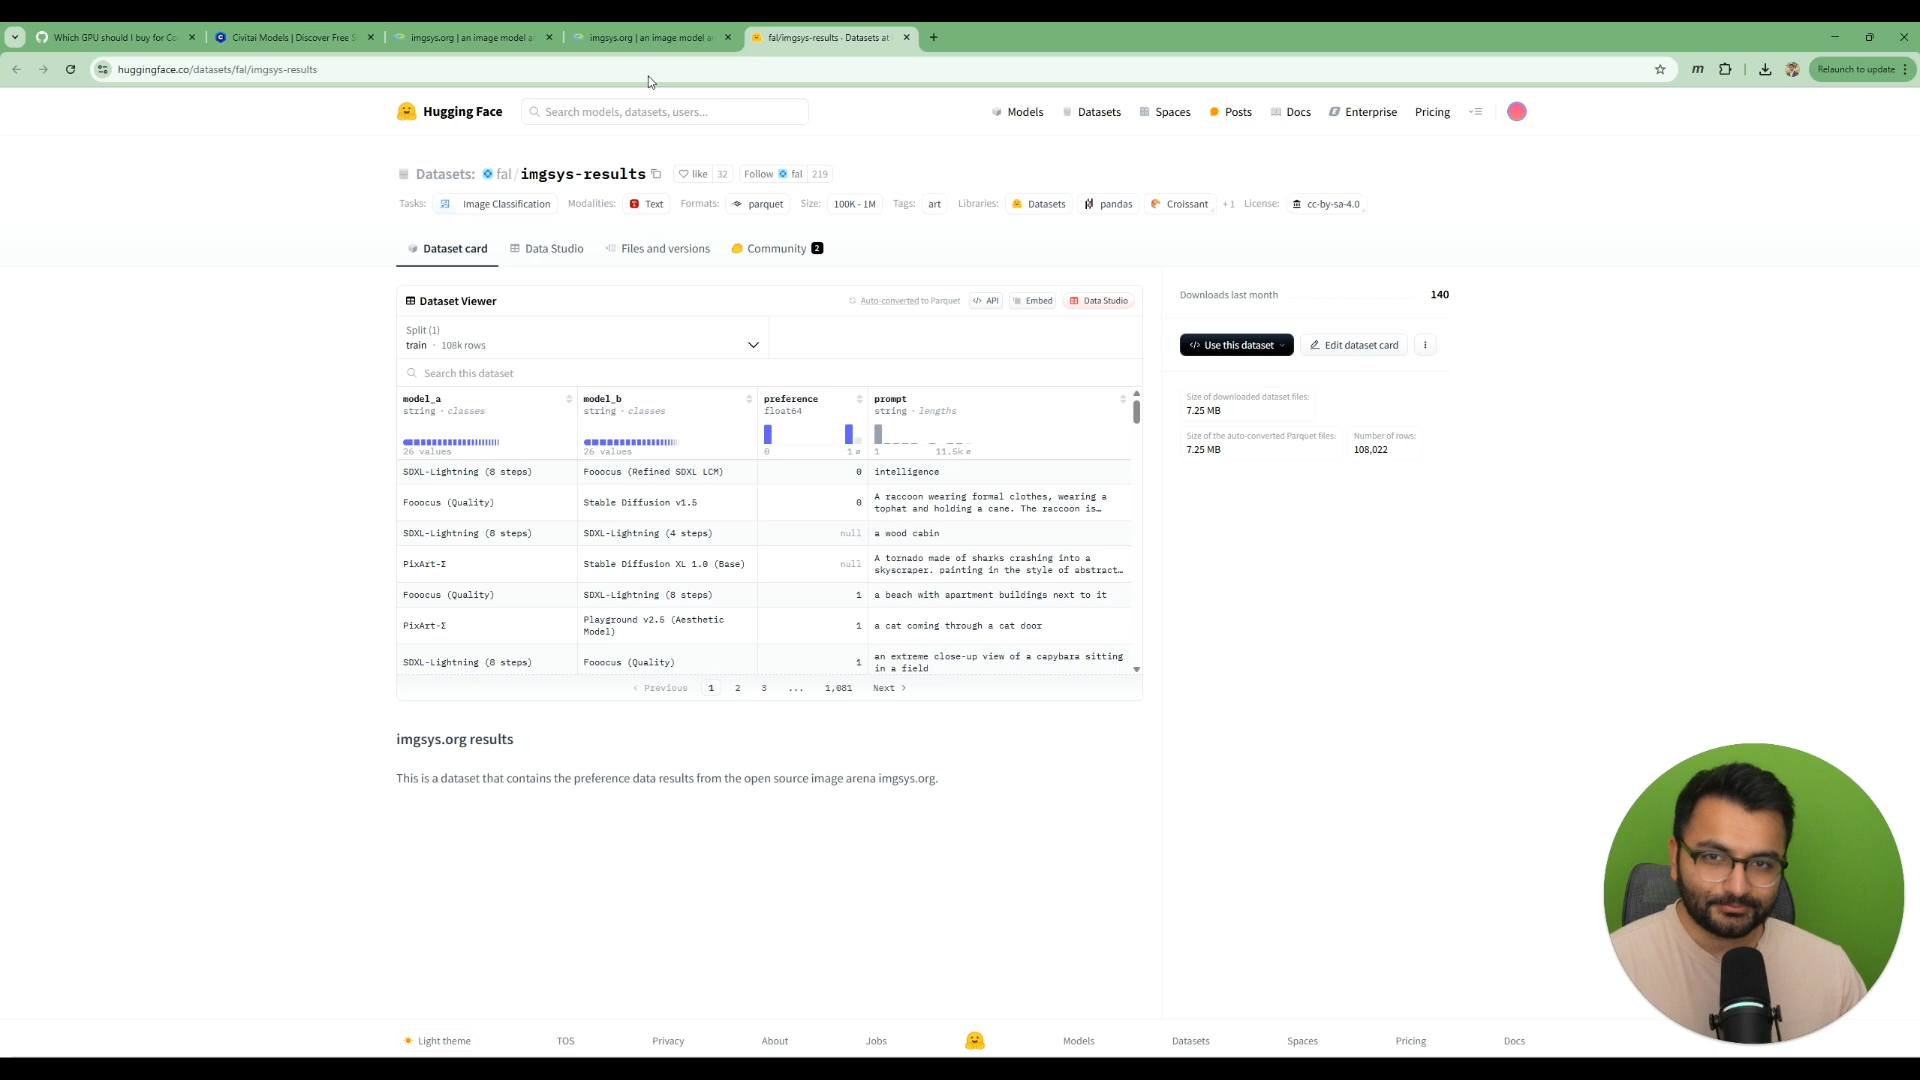 Which GPU should I buy for Co
Civitai Models | Discover Free S
imgsys.org | an image model a
imgsys.org | an image model a
fal/imgsys-results · Datasets at
huggingface.co/datasets/fal/imgsys-results
m
Relaunch to update
Hugging Face
Search models, datasets, users...
Models
Datasets
Spaces
Posts
Docs
Enterprise
Pricing
Datasets: fal/imgsys-results
like 32
Follow fal 219
Tasks: Image Classification Modalities: Text Formats: parquet Size: 100K - 1M Tags: art Libraries: Datasets pandas Croissant + 1 License: cc-by-sa-4.0
Dataset card
Data Studio
Files and versions
Community 2
Dataset Viewer
Auto-converted to Parquet
API
Embed
Data Studio
Split (1)
train · 108k rows
Search this dataset
model_a model_b preference prompt
string · classes string · classes float64 string · lengths
26 values 26 values 0 1 1 11.5k
SDXL-Lightning (8 steps) Fooocus (Refined SDXL LCM) 0 intelligence
Fooocus (Quality) Stable Diffusion v1.5 0 A raccoon wearing formal clothes, wearing a
tophat and holding a cane. The raccoon is…
SDXL-Lightning (8 steps) SDXL-Lightning (4 steps) null a wood cabin
PixArt-Σ Stable Diffusion XL 1.0 (Base) null A tornado made of sharks crashing into a
skyscraper. painting in the style of abstract…
Fooocus (Quality) SDXL-Lightning (8 steps) 1 a beach with apartment buildings next to it
PixArt-Σ Playground v2.5 (Aesthetic
Model) 1 a cat coming through a cat door
SDXL-Lightning (8 steps) Fooocus (Quality) 1 an extreme close-up view of a capybara sitting
in a field
< Previous 1 2 3 ... 1,081 Next >
Downloads last month
140
Use this dataset
Edit dataset card
Size of downloaded dataset files:
7.25 MB
Size of the auto-converted Parquet files:
7.25 MB
Number of rows:
108,022
imgsys.org results
This is a dataset that contains the preference data results from the open source image arena imgsys.org.
Light theme
TOS
Privacy
About
Jobs
Models
Datasets
Spaces
Pricing
Docs